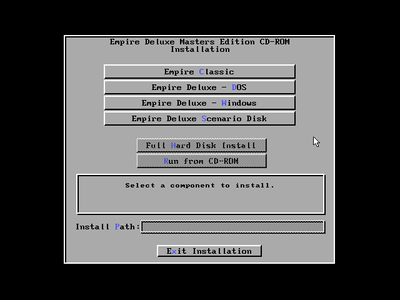 Empire Deluxe Masters Edition CD-ROM
Installation
Empire Classic
Empire Deluxe - DOS
Empire Deluxe - Windows
Empire Deluxe Scenario Disk
Full Hard Disk Install
Run from CD-ROM
Select a component to install.
Install Path:
Exit Installation